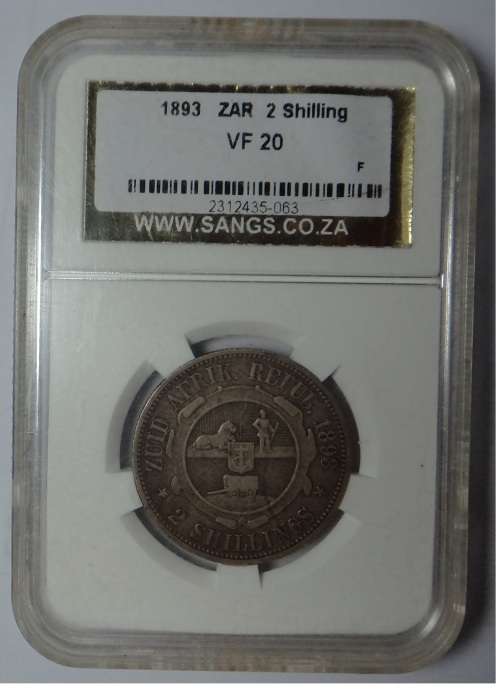 1893 ZAR 2 Shilling
VF 20
F
2312435-063
WWW.SANGS.CO.ZA
ZUID AFRIK. REPUB. 1893
2 SHILLINGS